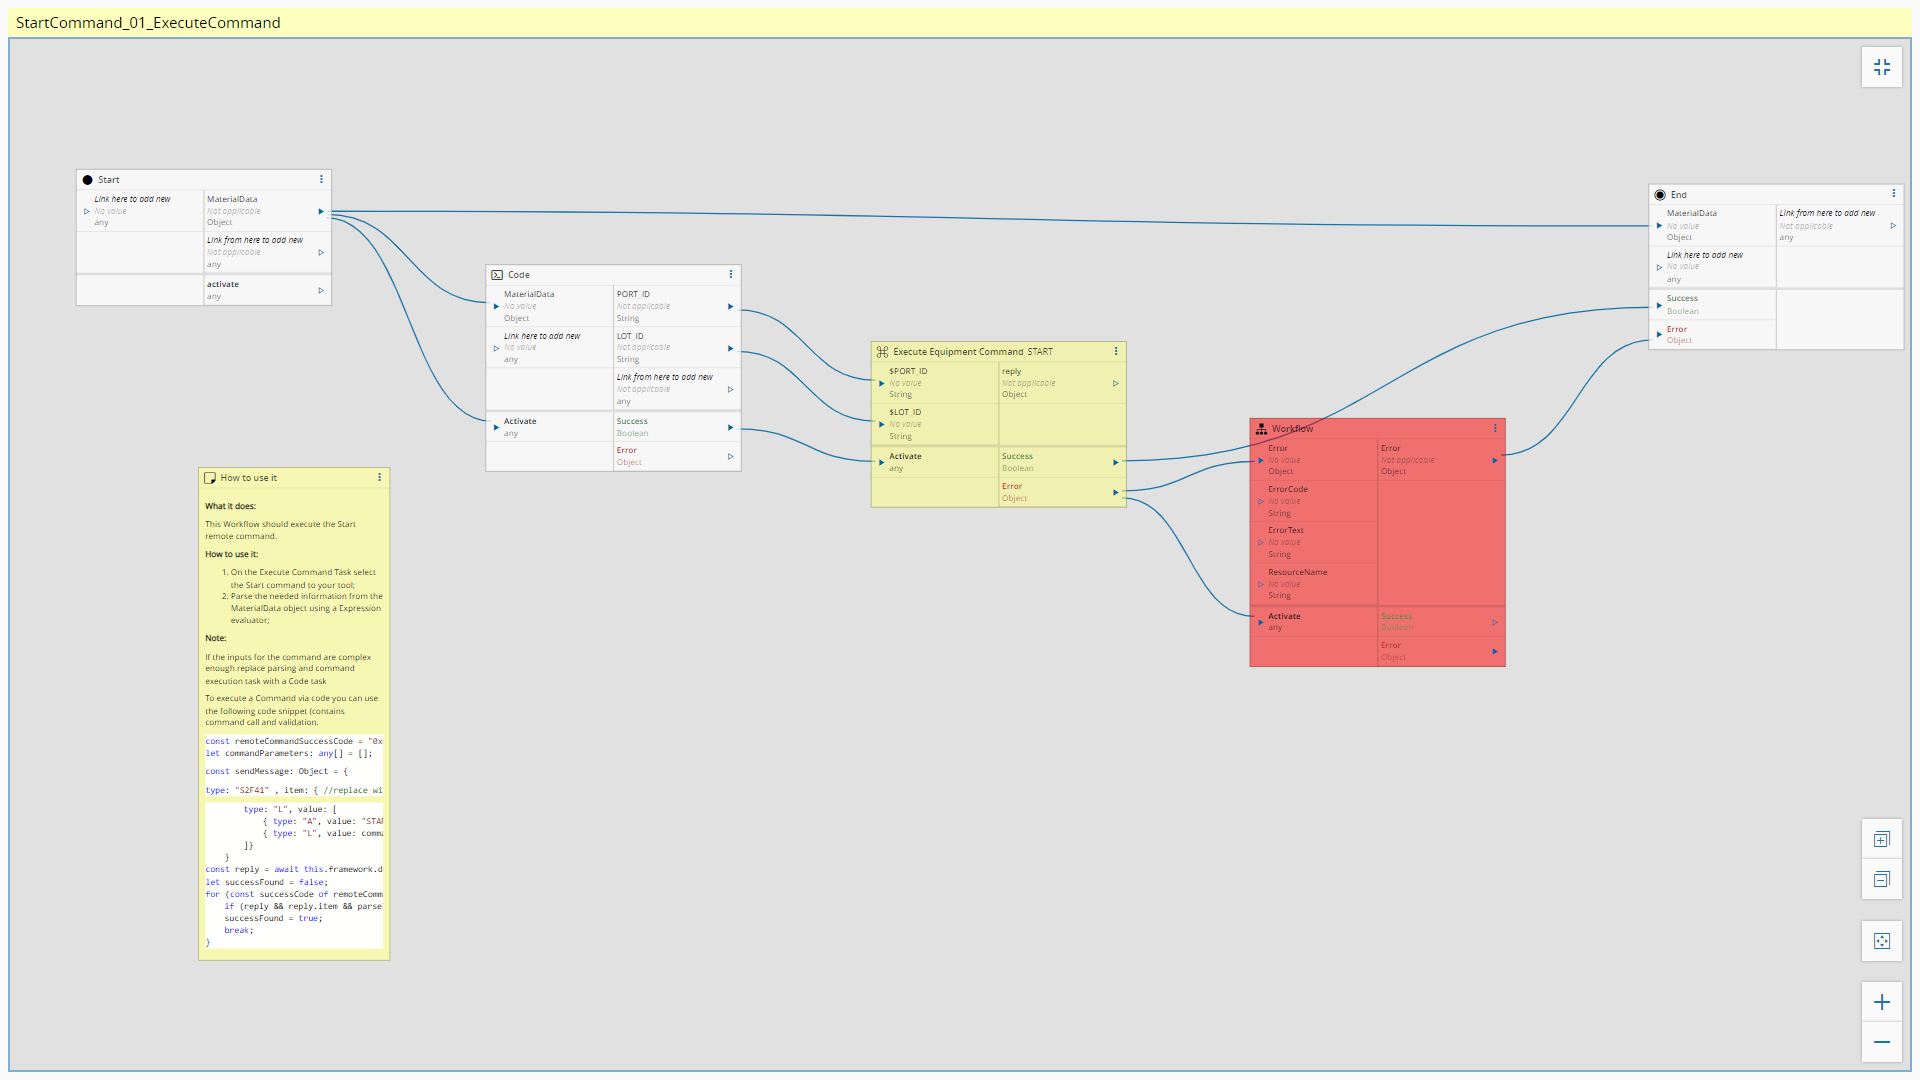 StartCommand_01_ExecuteCommand
Start
Link here to add new
No value
any
MaterialData
Not applicable
Object
Link from here to add new
Not applicable
any
activate
any
Code
MaterialData
No value
Object
Link here to add new
No value
any
PORT_ID
Not applicable
String
LOT_ID
Not applicable
String
Link from here to add new
Not applicable
any
Activate
any
Success
Boolean
Error
Object
Execute Equipment Command START
$PORT_ID
No value
String
$LOT_ID
No value
String
reply
Not applicable
Object
Activate
any
Success
Boolean
Error
Object
Workflow
Error
No value
Object
ErrorCode
No value
String
ErrorText
No value
String
ResourceName
No value
String
Error
Not applicable
Object
Activate
any
Success
Boolean
Error
Object
End
MaterialData
No value
Object
Link here to add new
No value
any
Link from here to add new
Not applicable
any
Success
Boolean
Error
Object
How to use it
What it does:
This Workflow should execute the Start
remote command.
How to use it:
1. On the Execute Command Task select
the Start command to your tool;
2. Parse the needed information from the
MaterialData object using a Expression
evaluator;
Note:
If the inputs for the command are complex
enough replace parsing and command
execution task with a Code task
To execute a Command via code you can use
the following code snippet (contains
command call and validation.
const remoteCommandSuccessCode = "0x
let commandParameters: any[] = [];
const sendMessage: Object = {
type: "S2F41" , item: { //replace wi
type: "L", value: [
{ type: "A", value: "STAR
{ type: "L", value: comma
]}
}
const reply = await this.framework.d
let successFound = false;
for (const successCode of remoteComm
if (reply && reply.item && parse
successFound = true;
break;
}